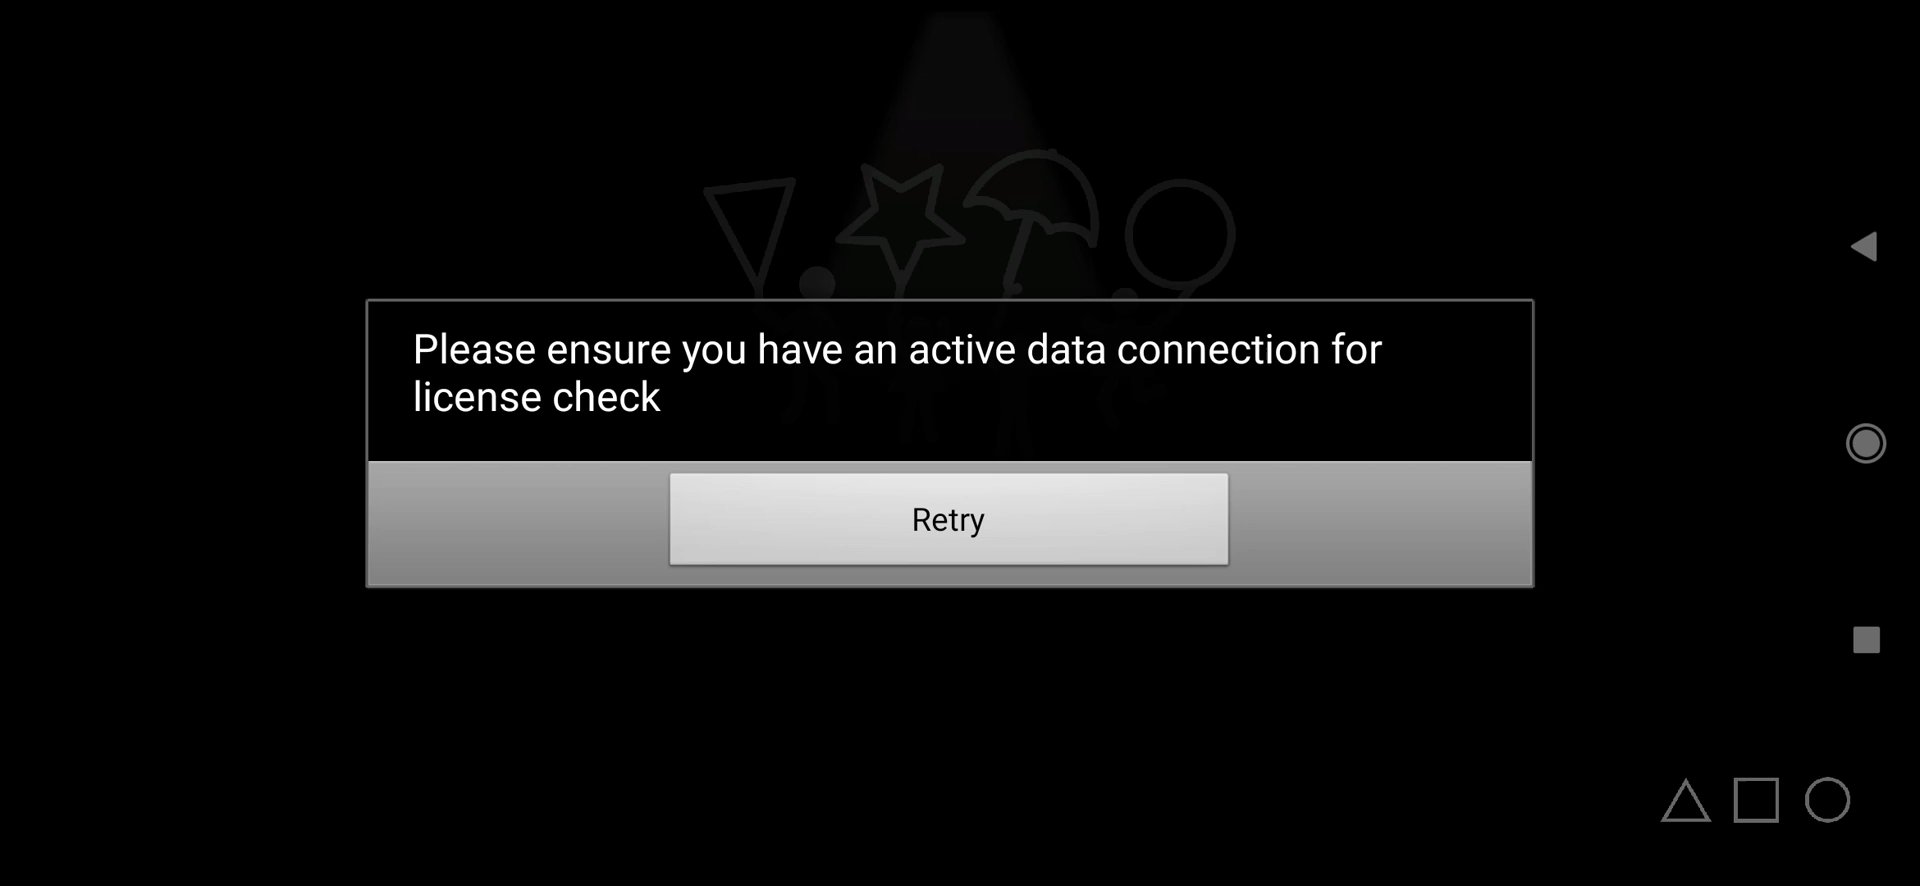 Please ensure you have an active data connection for
license check
Retry